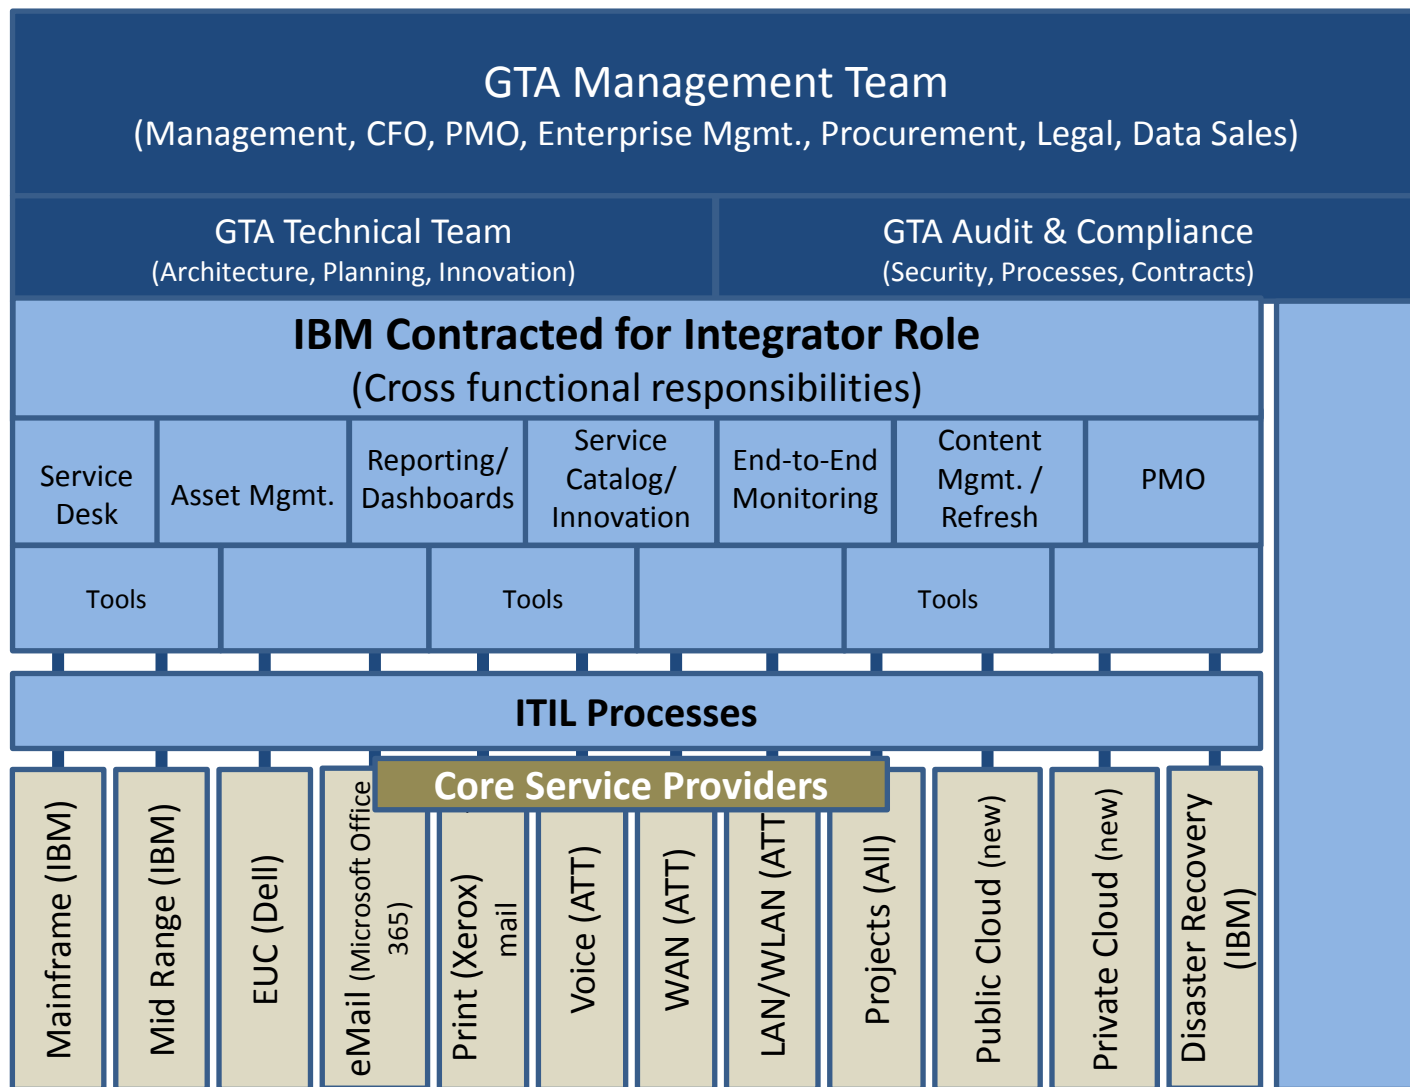 GTA Management Team
(Management, CFO, PMO, Enterprise Mgmt., Procurement, Legal, Data Sales)
GTA Technical Team
(Architecture, Planning, Innovation)
GTA Audit & Compliance
(Security, Processes, Contracts)
IBM Contracted for Integrator Role
(Cross functional responsibilities)
Service
Desk
Asset Mgmt.
Reporting/
Dashboards
Service
Catalog/
Innovation
End-to-End
Monitoring
Content
Mgmt. /
Refresh
PMO
Tools
Tools
Tools
ITIL Processes
Core Service Providers
Mainframe (IBM)
Mid Range (IBM)
EUC (Dell)
eMail (Microsoft Office
365)
Print (Xerox)
mail
Voice (ATT)
WAN (ATT)
LAN/WLAN (ATT
Projects (All)
Public Cloud (new)
Private Cloud (new)
Disaster Recovery
(IBM)